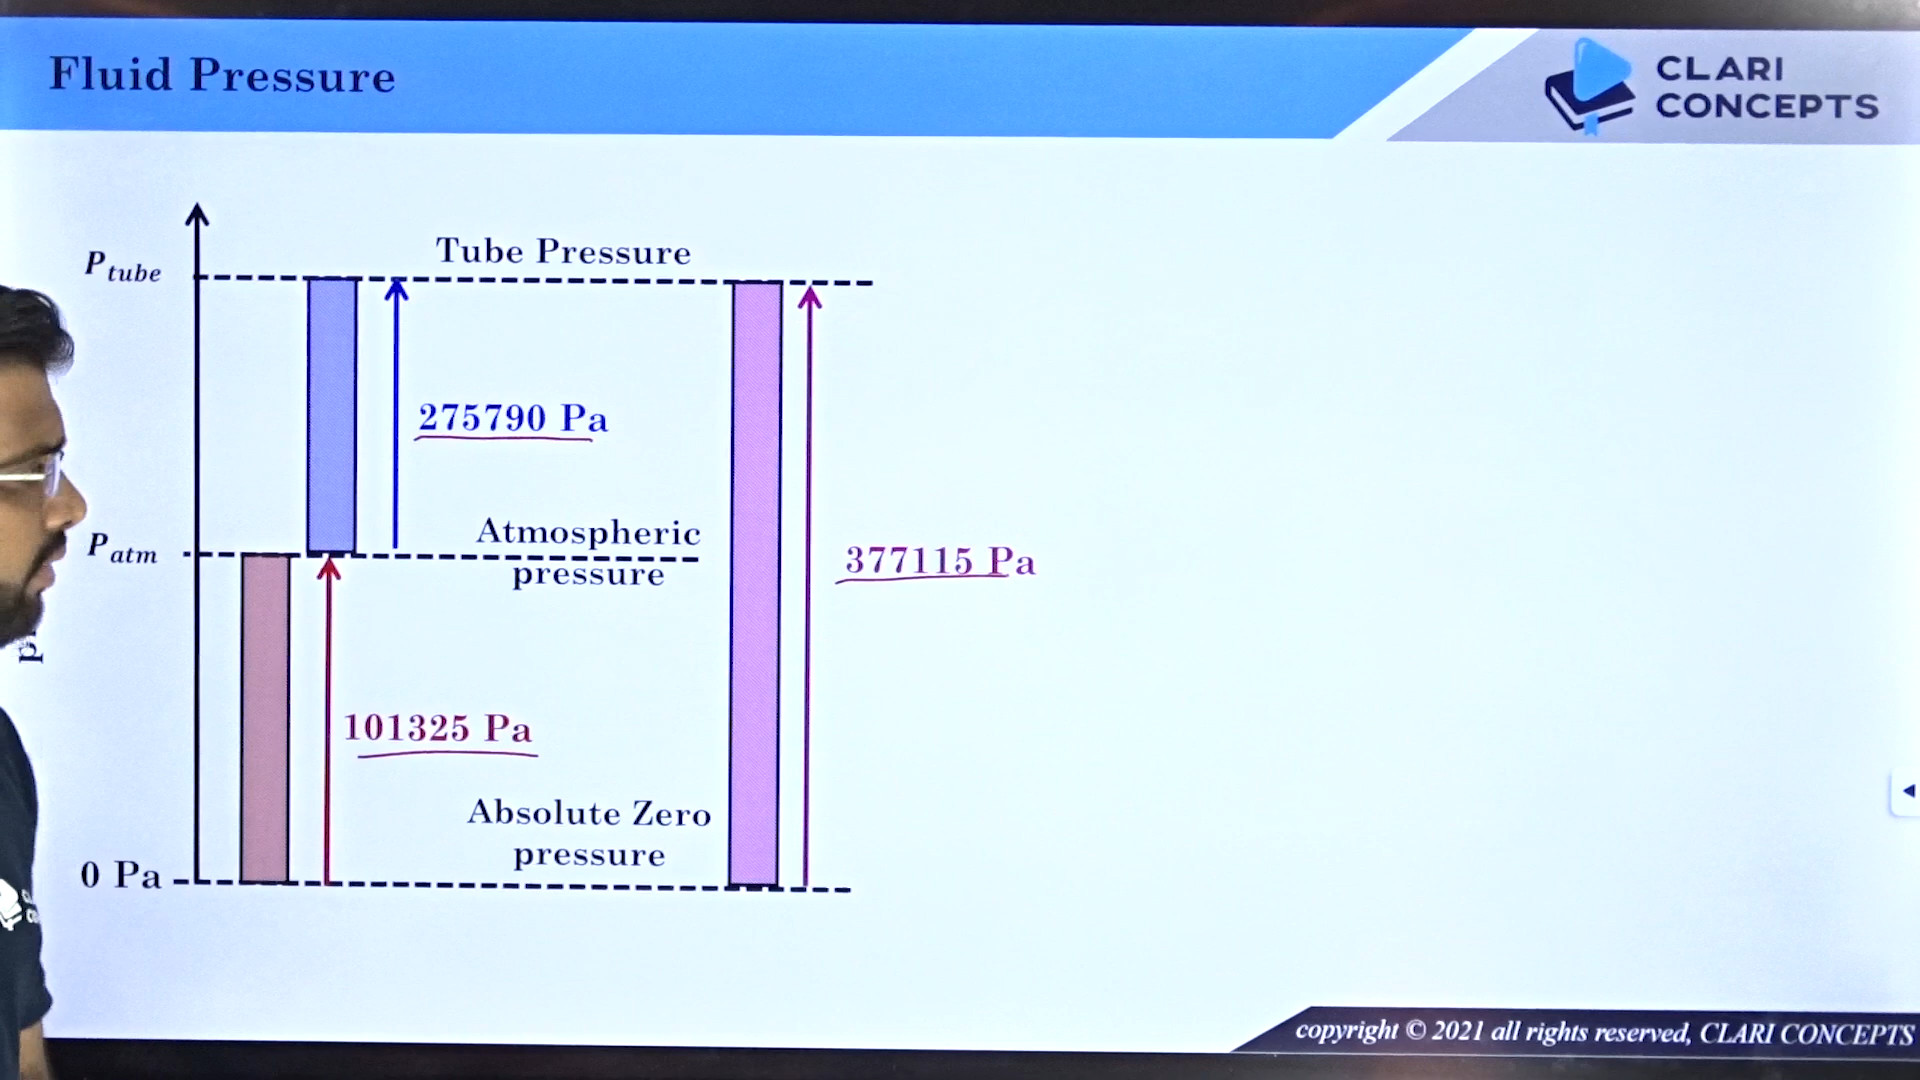 Fluid Pressure
CLARI
CONCEPTS
Tube Pressure
P_tube
275790 Pa
Atmospheric
P_atm
pressure
377115 Pa
101325 Pa
Absolute Zero
pressure
0 Pa
copyright © 2021 all rights reserved, CLARI CONCEPTS